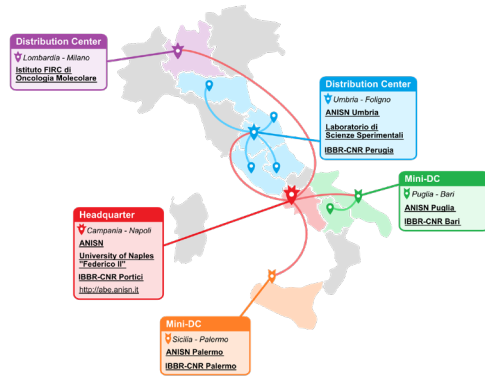 Distribution Center
Lombardia - Milano
Istituto FIRC di
Oncologia Molecolare
Distribution Center
Umbria - Foligno
ANISN Umbria
Laboratorio di
Scienze Sperimentali
IBBR-CNR Perugia
Mini-DC
Puglia - Bari
ANISN Puglia
IBBR-CNR Bari
Headquarter
Campania - Napoli
ANISN
University of Naples
"Federico II"
IBBR-CNR Portici
http://abe.anisn.it
Mini-DC
Sicilia - Palermo
ANISN Palermo
IBBR-CNR Palermo